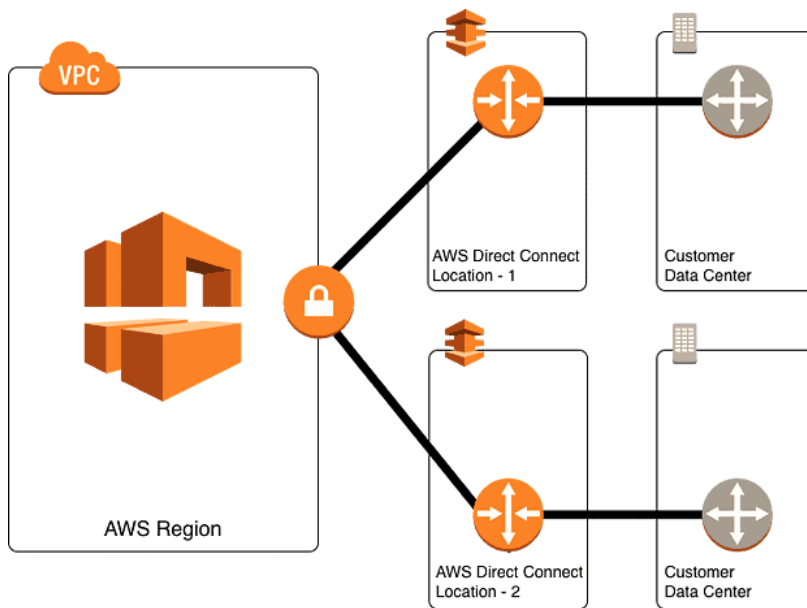 VPC
AWS Region
AWS Direct Connect
Location - 1
Customer
Data Center
AWS Direct Connect
Location - 2
Customer
Data Center